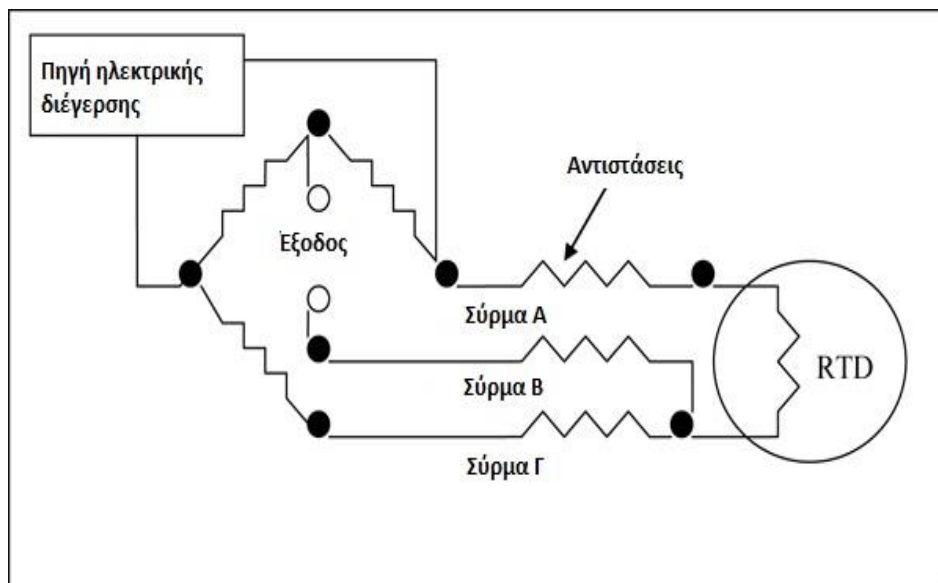 Πηγή ηλεκτρικής
διέγερσης
Αντιστάσεις
Έξοδος
Σύρμα Α
Σύρμα Β
RTD
Σύρμα Γ